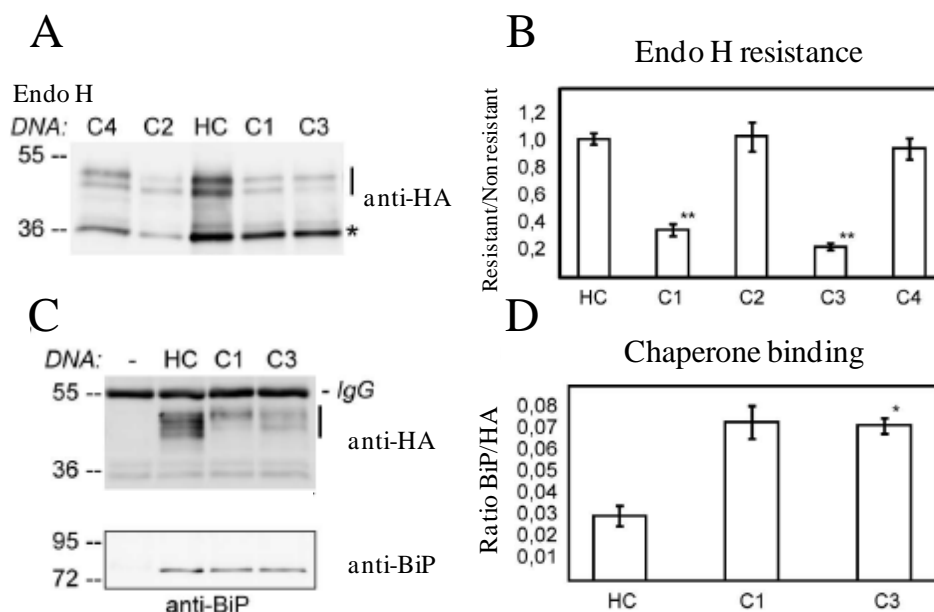 A
Endo H
DNA: C4 C2 HC C1 C3
55 --
anti-HA
36 -- *
B
Endo H resistance
Resistant/Nonresistant
1,2
1,0
0,8
0,6
0,4
0,2
** **
HC C1 C2 C3 C4
C
DNA: - HC C1 C3
55 -- - IgG
anti-HA
36 --
95 --
anti-BiP
72 --
anti-BiP
D
Chaperone binding
Ratio BiP/HA
0,08
0,07
0,06
0,05
0,04
0,03
0,02
0,01
*
HC C1 C3